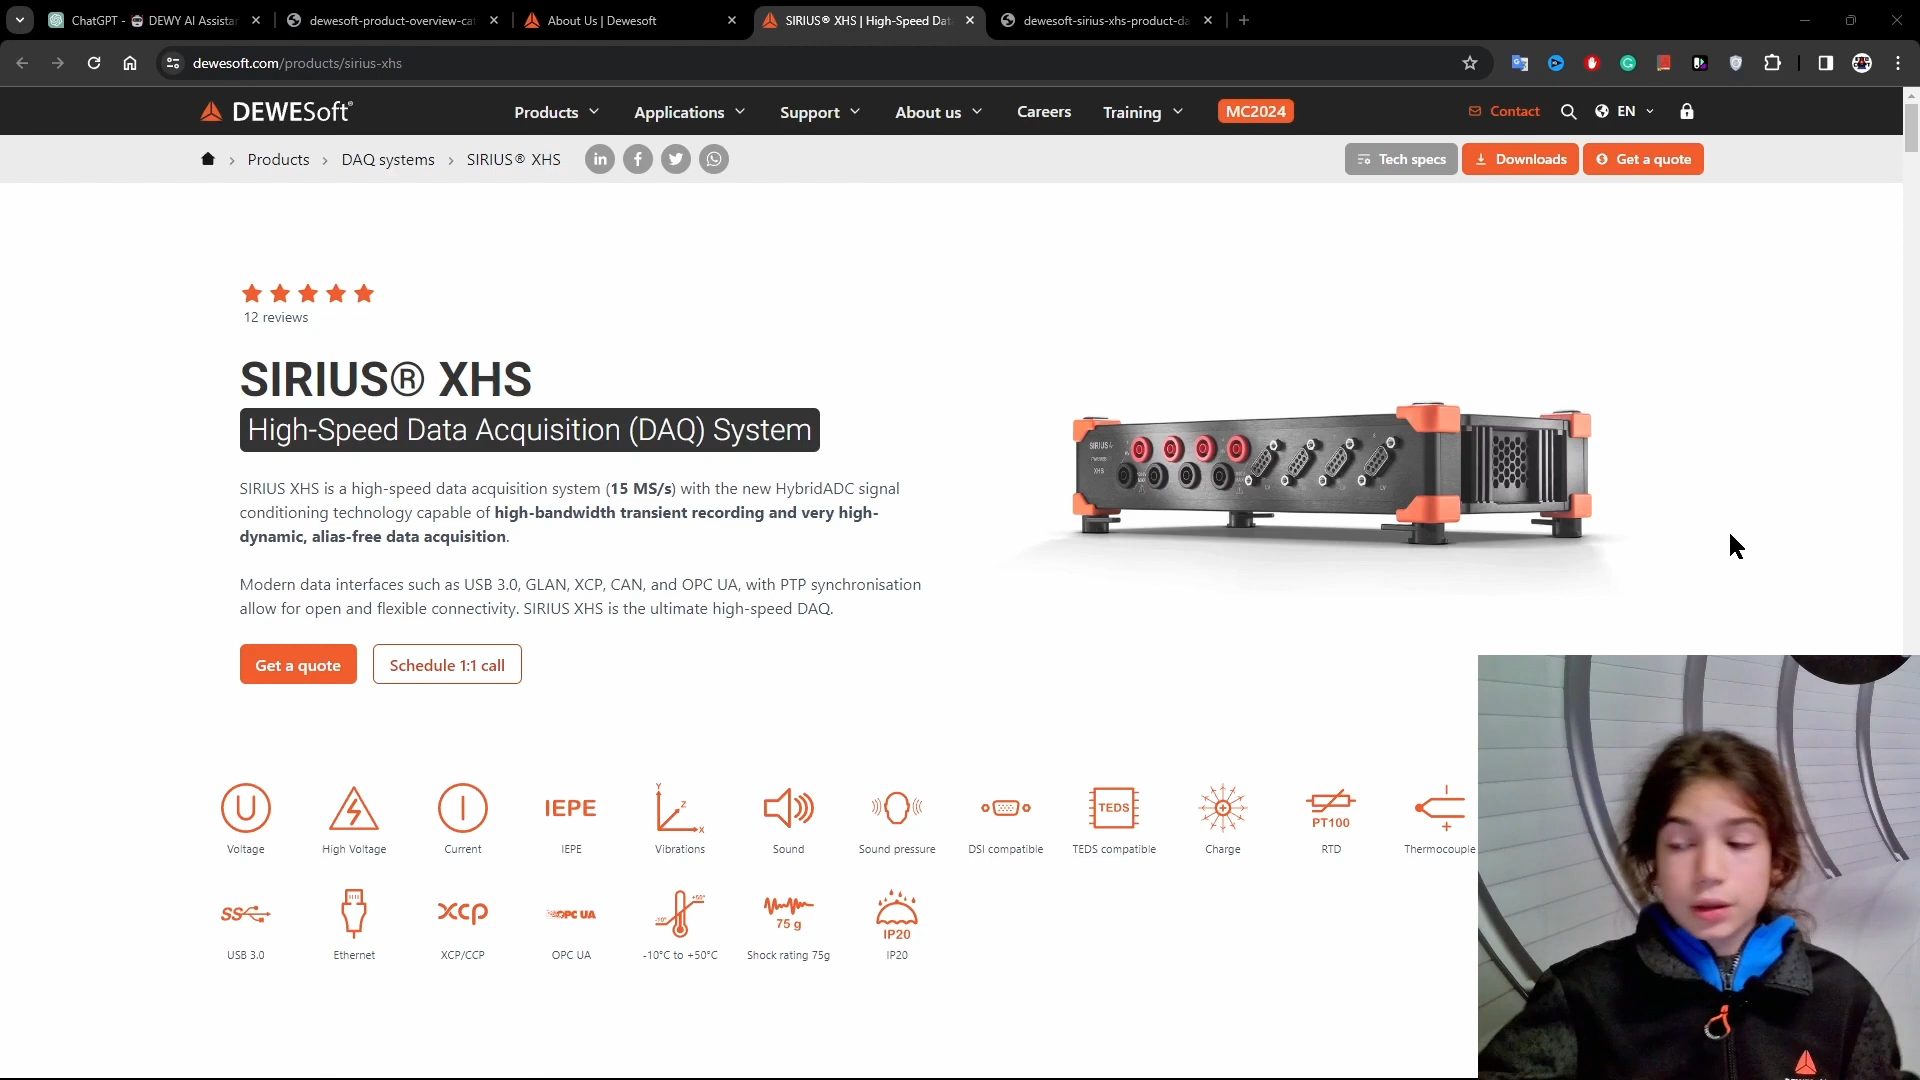 ChatGPT - DEWY AI Assista
dewesoft-product-overview-cat
About Us | Dewesoft
SIRIUS® XHS | High-Speed Dat
dewesoft-sirius-xhs-product-da
dewesoft.com/products/sirius-xhs
DEWESoft®
Products
Applications
Support
About us
Careers
Training
MC2024
Contact
EN
Products › DAQ systems › SIRIUS® XHS
Tech specs
Downloads
Get a quote
12 reviews
SIRIUS® XHS
High-Speed Data Acquisition (DAQ) System
SIRIUS XHS is a high-speed data acquisition system (15 MS/s) with the new HybridADC signal
conditioning technology capable of high-bandwidth transient recording and very high-
dynamic, alias-free data acquisition.
Modern data interfaces such as USB 3.0, GLAN, XCP, CAN, and OPC UA, with PTP synchronisation
allow for open and flexible connectivity. SIRIUS XHS is the ultimate high-speed DAQ.
Get a quote
Schedule 1:1 call
SIRIUS
XHS
U
I
IEPE
Y
Z
X
TEDS
PT100
Voltage
High Voltage
Current
IEPE
Vibrations
Sound
Sound pressure
DSI compatible
TEDS compatible
Charge
RTD
Thermocouple
SS
XCP
OPC UA
-10°
+50°
75 g
IP20
USB 3.0
Ethernet
XCP/CCP
OPC UA
-10°C to +50°C
Shock rating 75g
IP20